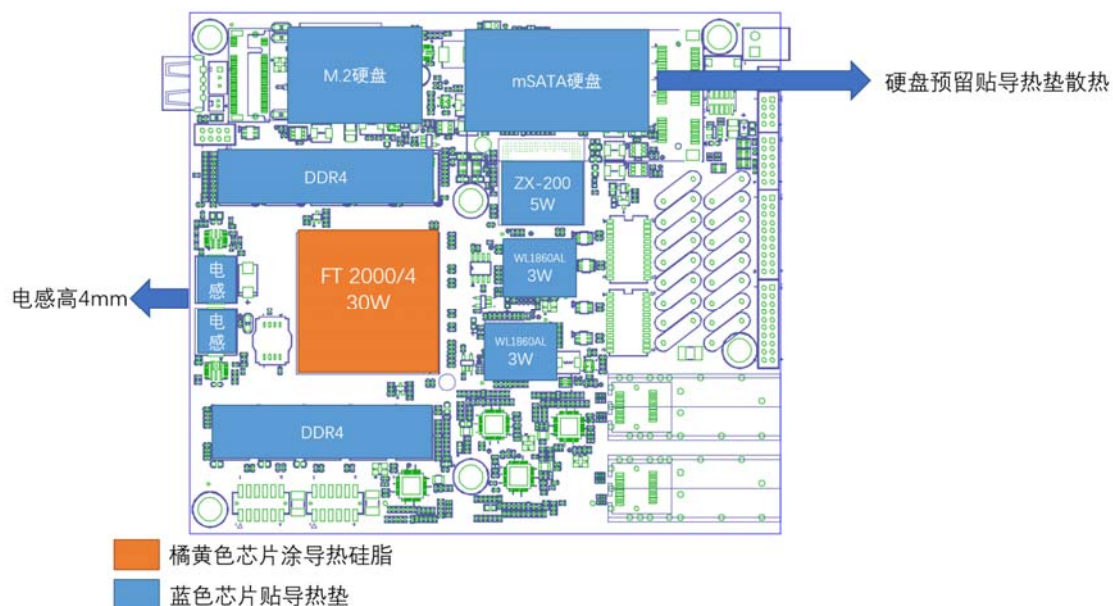 M.2硬盘
mSATA硬盘
硬盘预留贴导热垫散热
DDR4
ZX-200
5W
电感
FT 2000/4
30W
WL1860AL
3W
电感高4mm
电感
WL1860AL
3W
DDR4
橘黄色芯片涂导热硅脂
蓝色芯片贴导热垫